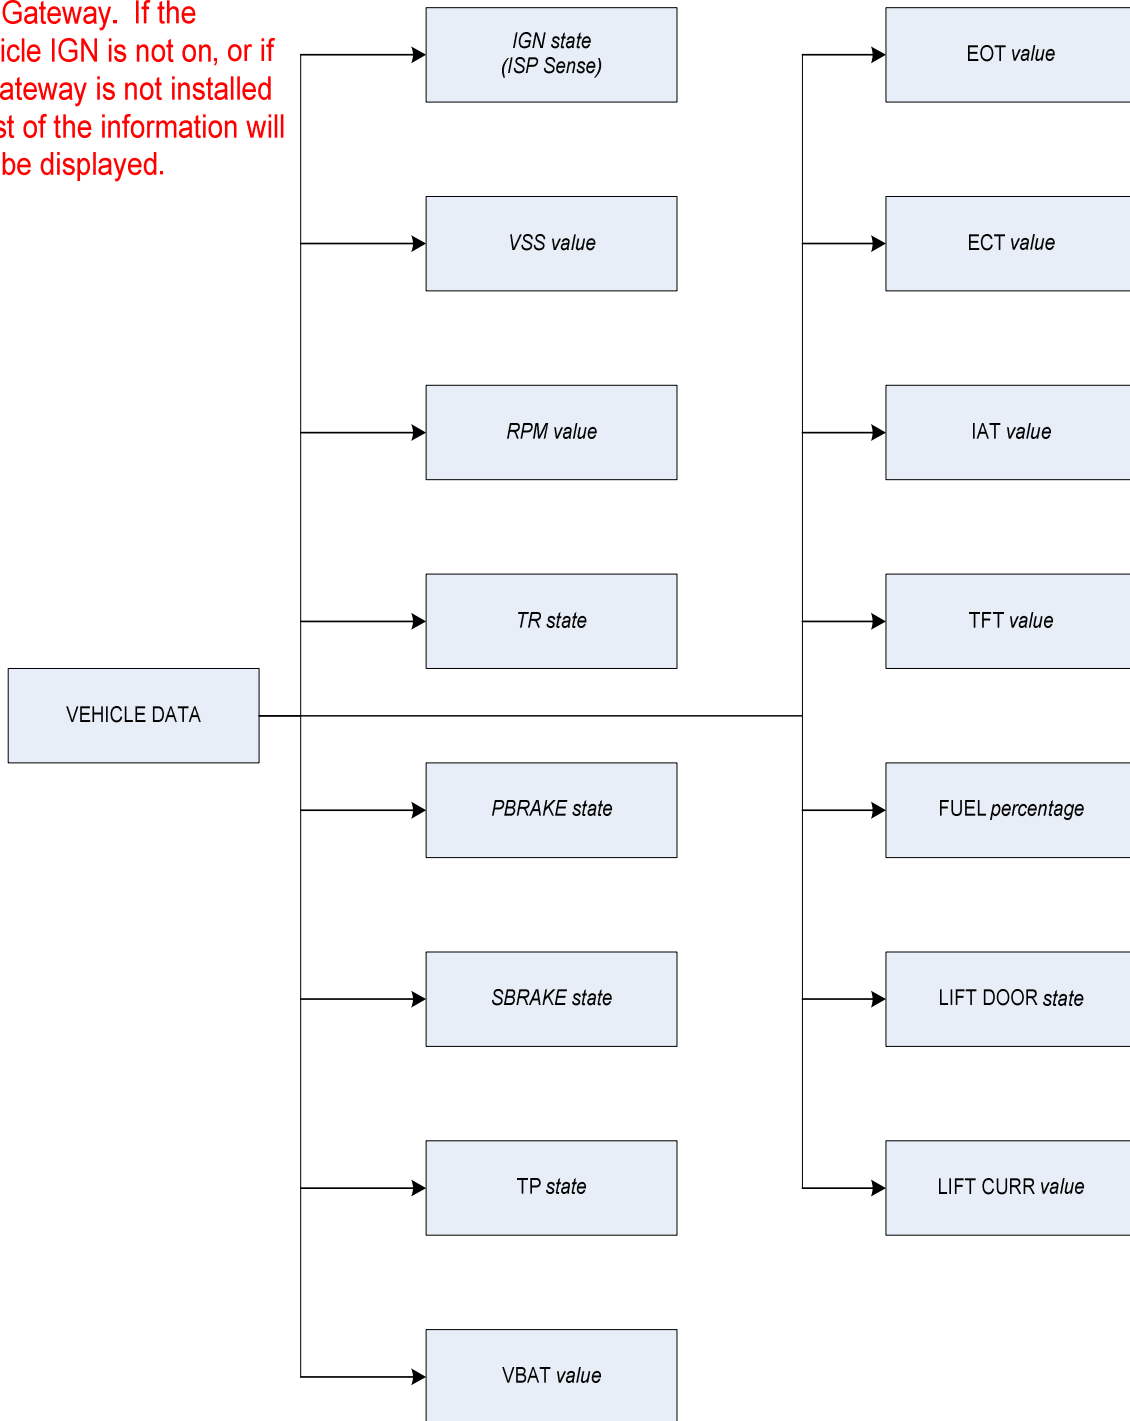 Gateway.  If the
icle IGN is not on, or if
ateway is not installed
st of the information will
be displayed.
IGN state
(ISP Sense)
VSS value
RPM value
TR state
VEHICLE DATA
PBRAKE state
SBRAKE state
TP state
VBAT value
EOT value
ECT value
IAT value
TFT value
FUEL percentage
LIFT DOOR state
LIFT CURR value